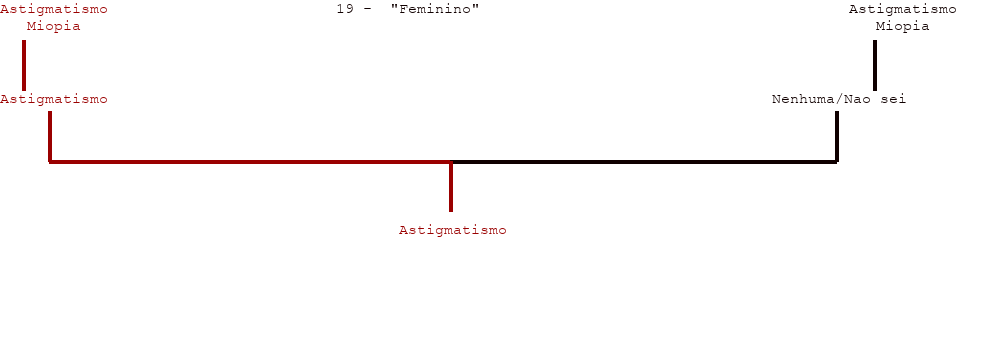 Astigmatismo
Miopia
19 -  "Feminino"
Astigmatismo
Miopia
Astigmatismo
Nenhuma/Nao sei
Astigmatismo